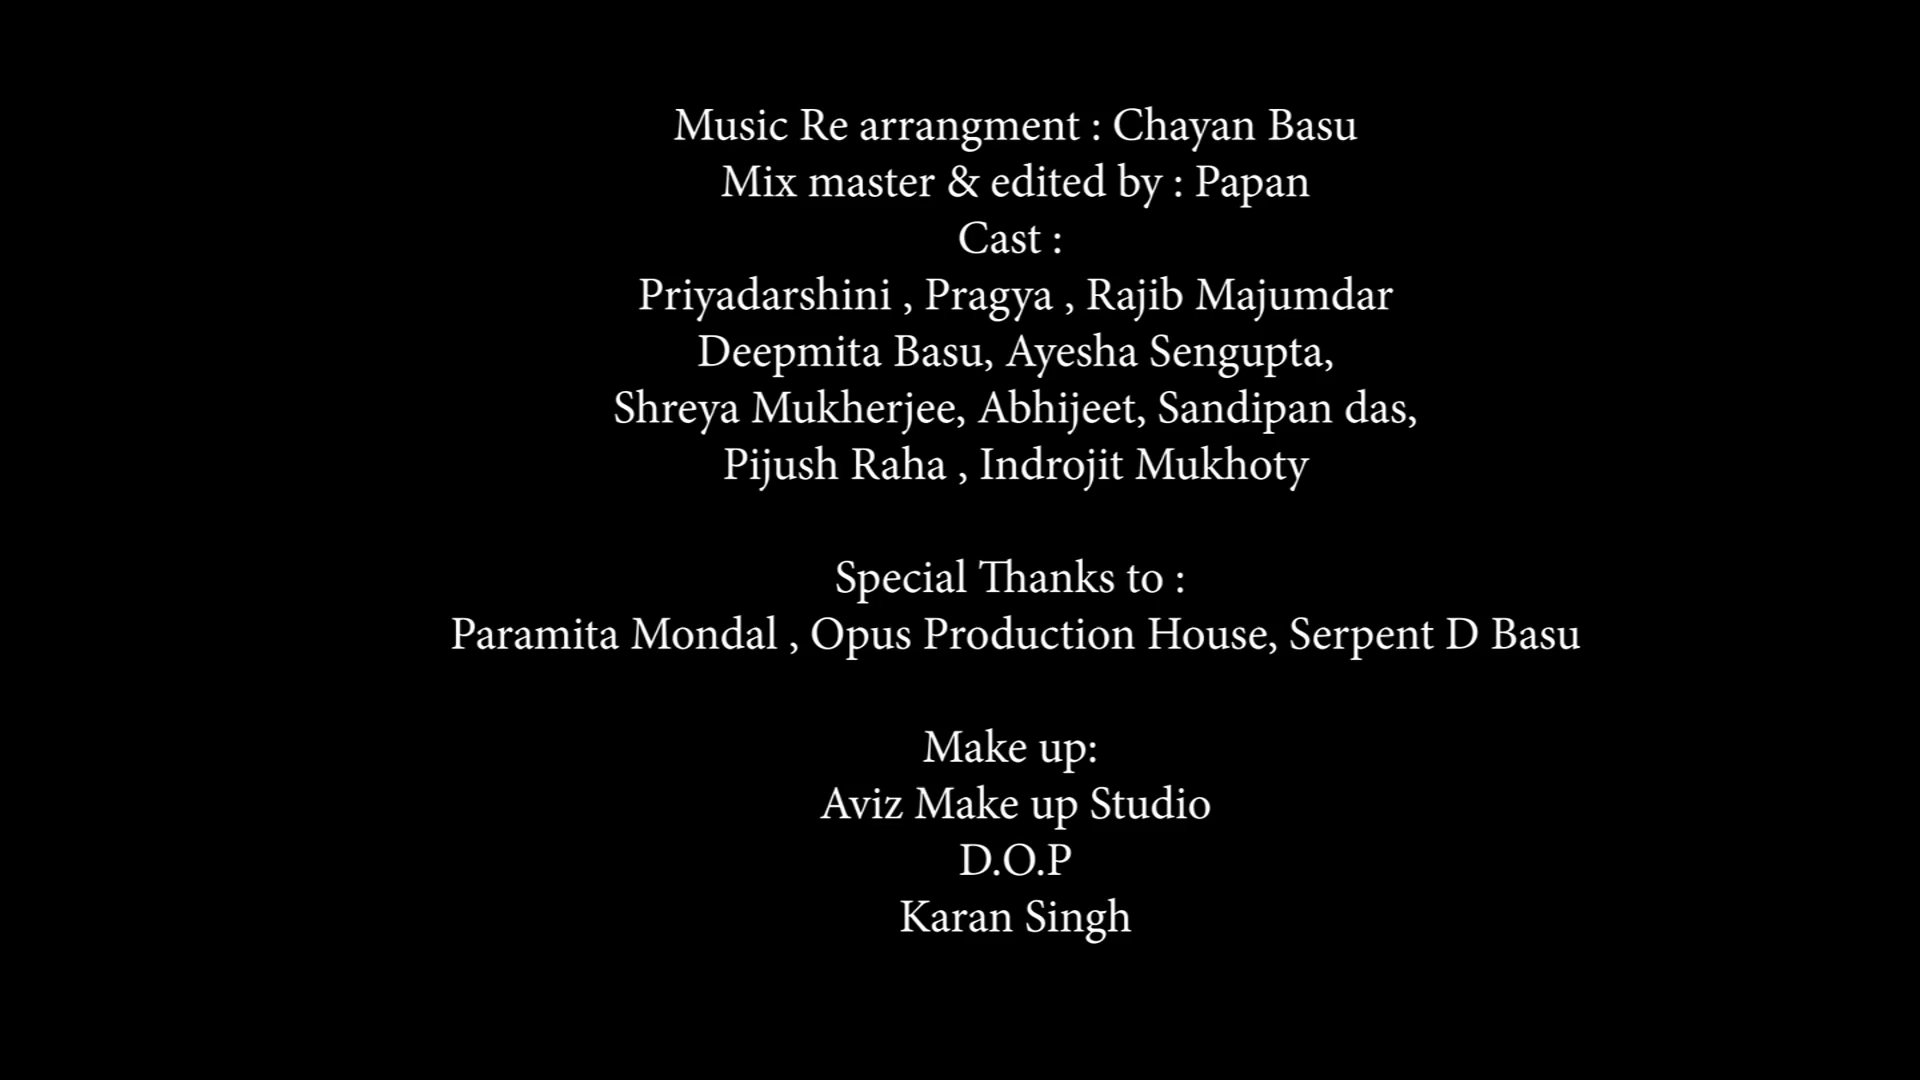 Music Re arrangment : Chayan Basu
Mix master & edited by : Papan
Cast :
Priyadarshini , Pragya , Rajib Majumdar
Deepmita Basu, Ayesha Sengupta,
Shreya Mukherjee, Abhijeet, Sandipan das,
Pijush Raha , Indrojit Mukhoty
Special Thanks to :
Paramita Mondal , Opus Production House, Serpent D Basu
Make up:
Aviz Make up Studio
D.O.P
Karan Singh